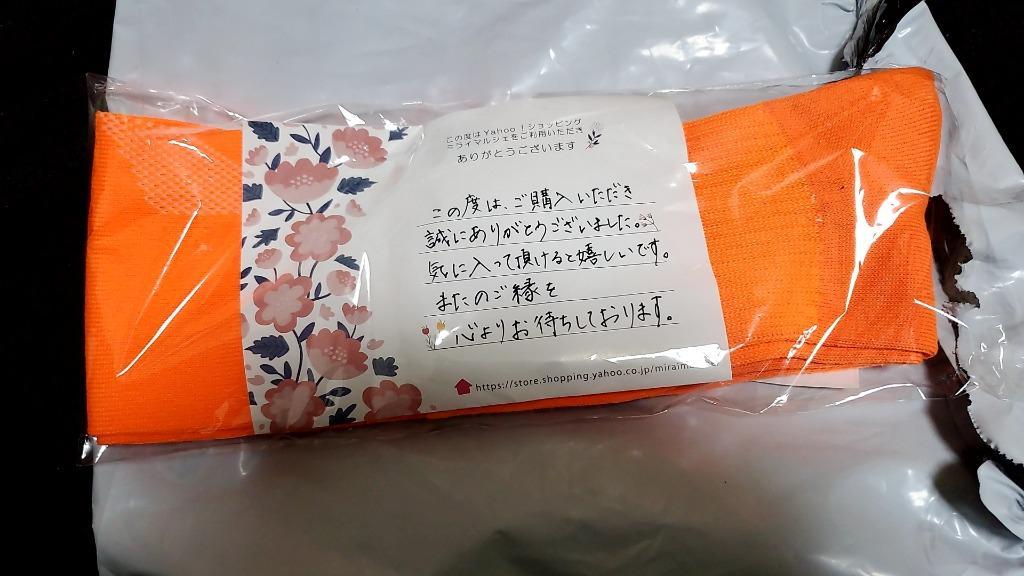 この度はYahoo！ショッピング
ミライマルシェをご利用いただき
ありがとうございます
この度は、ご購入いただき
誠にありがとうございました。
気に入って頂けると嬉しいです。
またのご縁を
心よりお待ちしております。
https://store.shopping.yahoo.co.jp/miraima